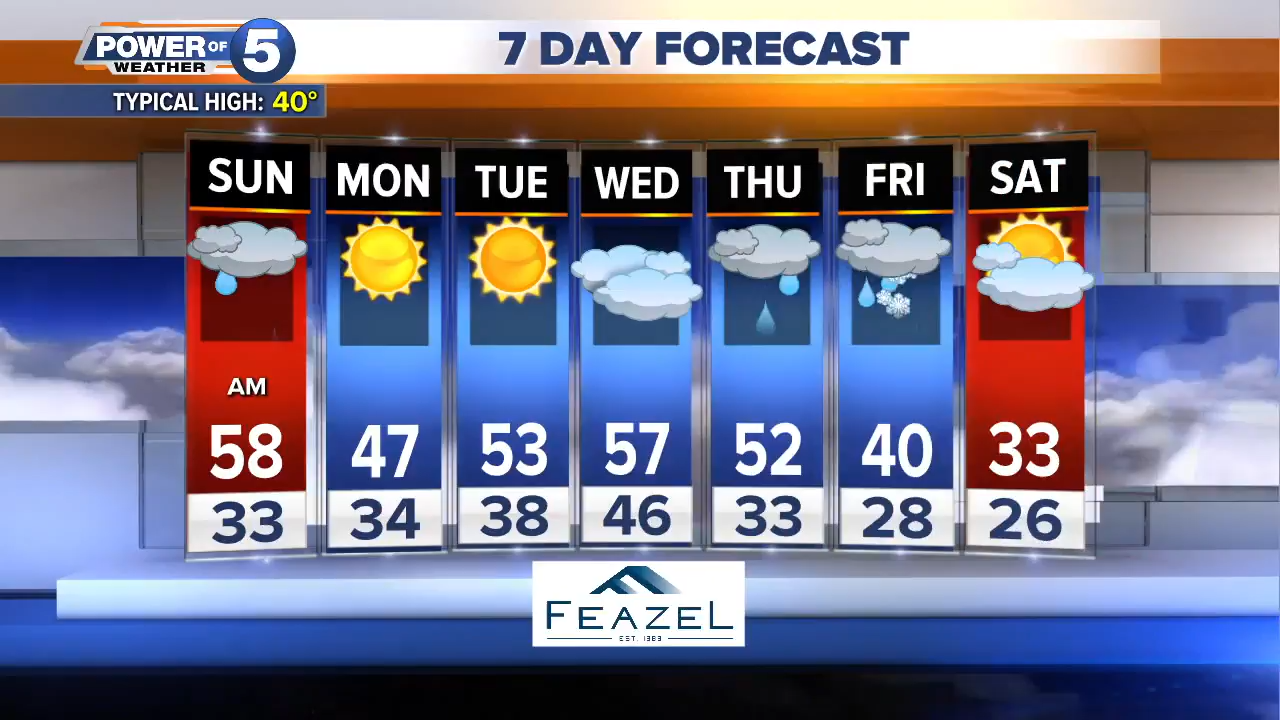 POWER OF 5
WEATHER
7 DAY FORECAST
TYPICAL HIGH: 40°
SUN MON TUE WED THU FRI SAT
AM
58 47 53 57 52 40 33
33 34 38 46 33 28 26
FEAZEL